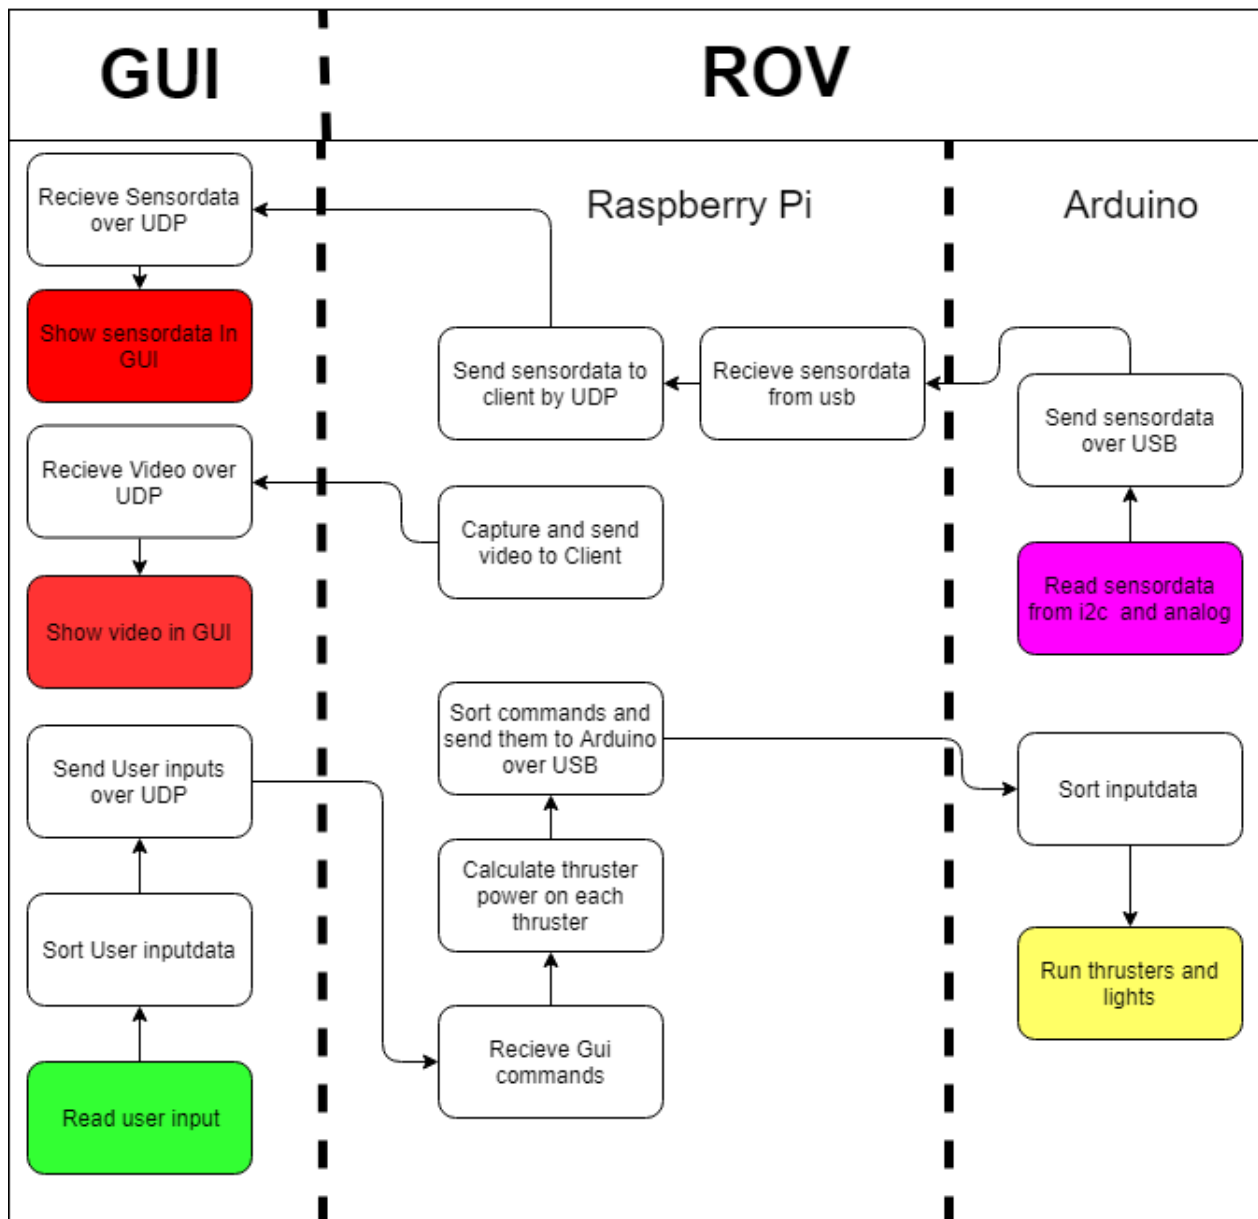 GUI
ROV
Raspberry Pi
Arduino
Recieve Sensordata
over UDP
Show sensordata In
GUI
Recieve Video over
UDP
Show video in GUI
Send User inputs
over UDP
Sort User inputdata
Read user input
Send sensordata to
client by UDP
Recieve sensordata
from usb
Capture and send
video to Client
Sort commands and
send them to Arduino
over USB
Calculate thruster
power on each
thruster
Recieve Gui
commands
Send sensordata
over USB
Read sensordata
from i2c and analog
Sort inputdata
Run thrusters and
lights